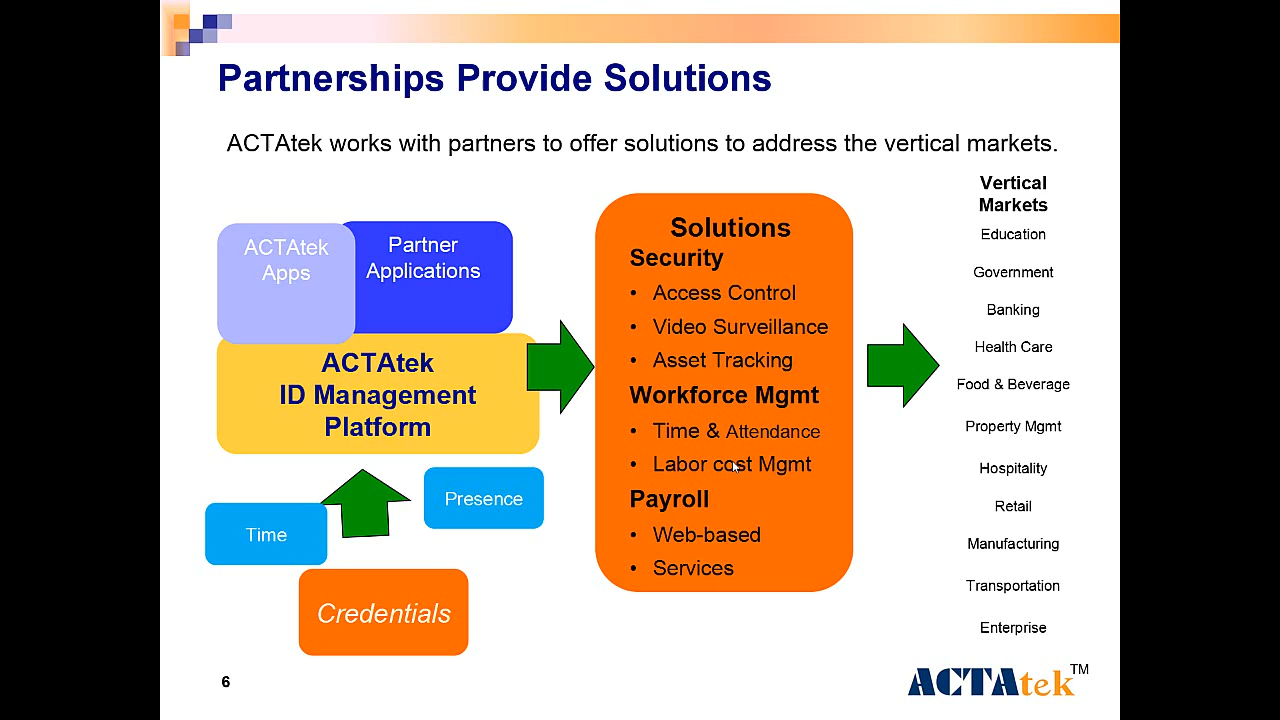 Partnerships Provide Solutions
ACTAtek works with partners to offer solutions to address the vertical markets.
ACTAtek
Apps
Partner
Applications
ACTAtek
ID Management
Platform
Time
Presence
Credentials
Solutions
Security
• Access Control
• Video Surveillance
• Asset Tracking
Workforce Mgmt
• Time & Attendance
• Labor cost Mgmt
Payroll
• Web-based
• Services
Vertical
Markets
Education
Government
Banking
Health Care
Food & Beverage
Property Mgmt
Hospitality
Retail
Manufacturing
Transportation
Enterprise
6
ACTAtek™